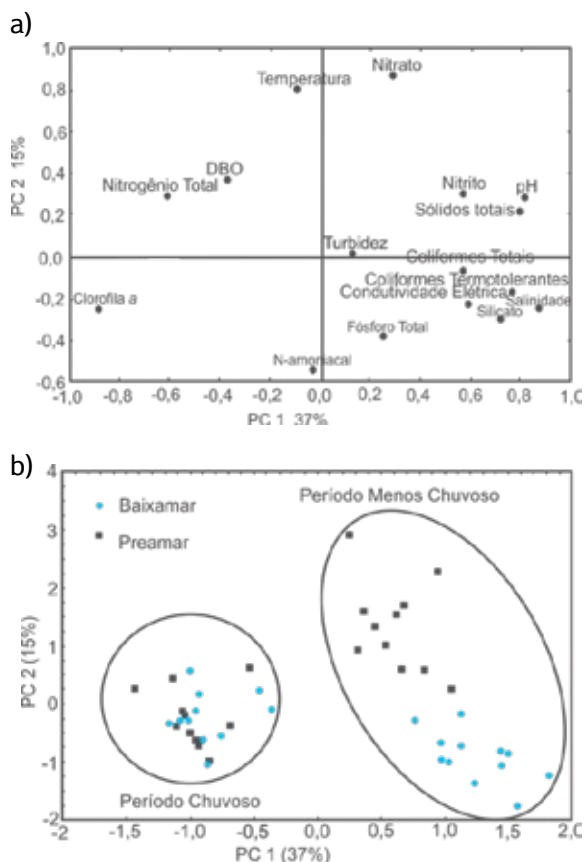 a)
1,0
0,8
0,6
0,4
0,2
0,0
-0,2
-0,4
-0,6
PC 2 15%
Temperatura
Nitrato
DBO
Nitrogênio Total
Nitrito
pH
Sólidos totais
Turbidez
Coliformes Totais
Coliformes Termotolerantes
Clorofila a
Condutividade Elétrica
Salinidade
Silicato
Fósforo Total
N-amoniacal
-1,0 -0,8 -0,6 -0,4 -0,2 0,0 0,2 0,4 0,6 0,8 1,0
PC 1 37%
b)
4
3
2
1
0
-1
-2
PC 2 (15%)
Baixamar
Preamar
Período Menos Chuvoso
Período Chuvoso
-2 -1,5 -1,0 -0,5 0,0 0,5 1,0 1,5 2,0
PC 1 (37%)